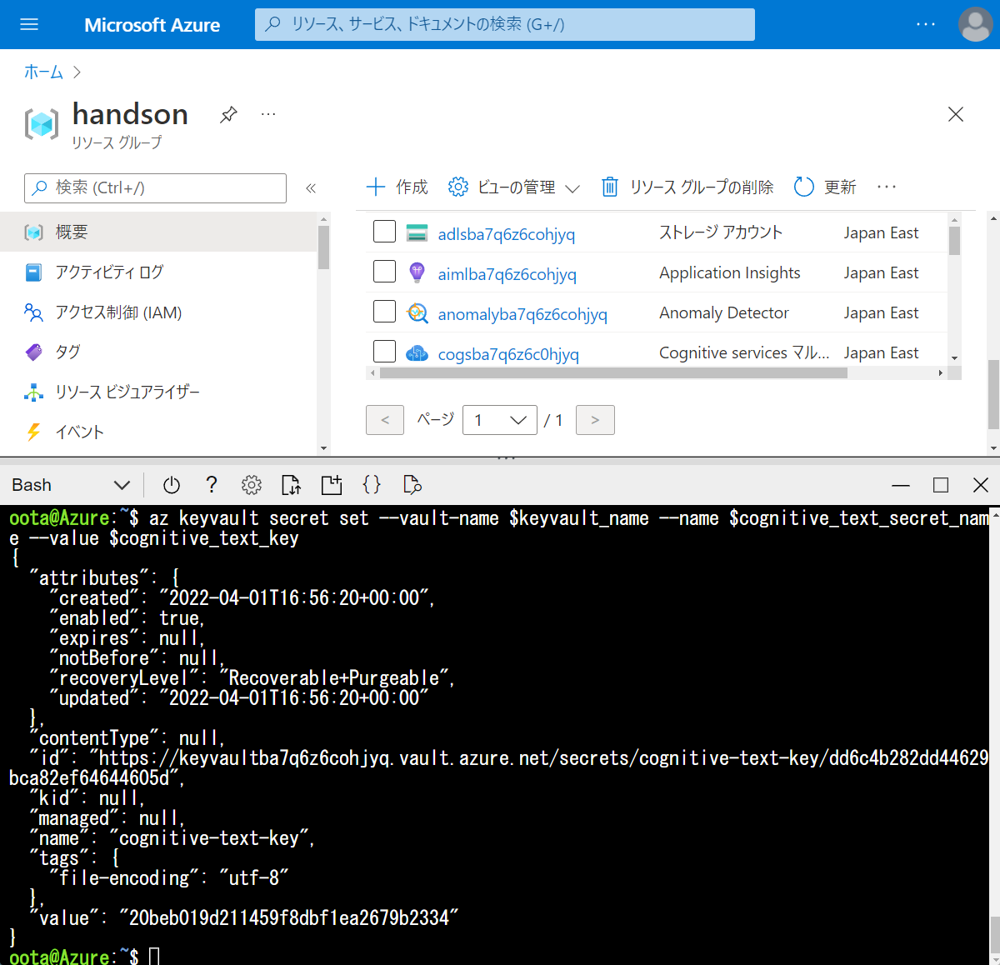 Microsoft Azure
リソース、サービス、ドキュメントの検索 (G+/)
ホーム
handson
リソース グループ
検索 (Ctrl+/)
作成 ビューの管理 リソース グループの削除 更新
概要
アクティビティ ログ
アクセス制御 (IAM)
タグ
リソース ビジュアライザー
イベント
adlsba7q6z6cohjyq ストレージ アカウント Japan East
aimlba7q6z6cohjyq Application Insights Japan East
anomalyba7q6z6cohjyq Anomaly Detector Japan East
cogsba7q6z6c0hjyq Cognitive services マル... Japan East
< ページ 1 / 1 >
Bash
oota@Azure:~$ az keyvault secret set --vault-name $keyvault_name --name $cognitive_text_secret_nam
e --value $cognitive_text_key
{
"attributes": {
"created": "2022-04-01T16:56:20+00:00",
"enabled": true,
"expires": null,
"notBefore": null,
"recoveryLevel": "Recoverable+Purgeable",
"updated": "2022-04-01T16:56:20+00:00"
},
"contentType": null,
"id": "https://keyvaultba7q6z6cohjyq.vault.azure.net/secrets/cognitive-text-key/dd6c4b282dd44629
bca82ef64644605d",
"kid": null,
"managed": null,
"name": "cognitive-text-key",
"tags": {
"file-encoding": "utf-8"
},
"value": "20beb019d211459f8dbf1ea2679b2334"
}
oota@Azure:~$